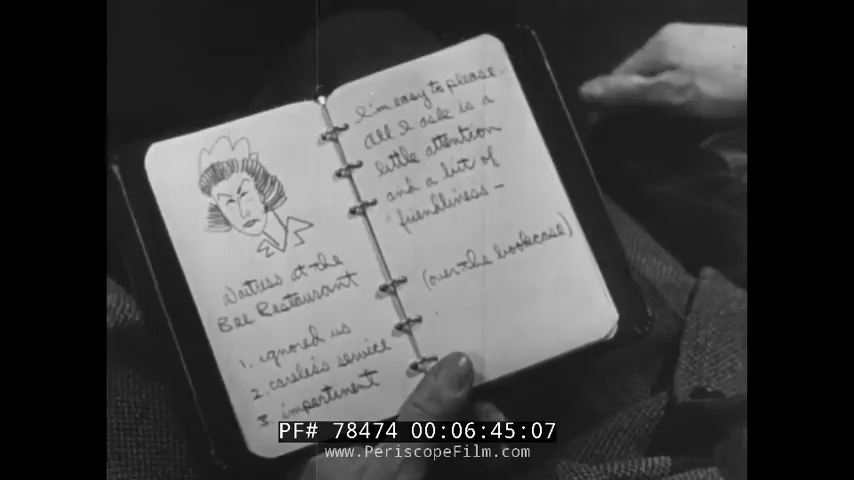 Waitress at the
Bee Restaurant
1. ignored us
2. careless service
3 impertinent
I'm easy to please -
all I ask is a
little attention
and a bit of
friendliness -
(over the bookcase)
PF# 78474 00:06:45:07
www.PeriscopeFilm.com